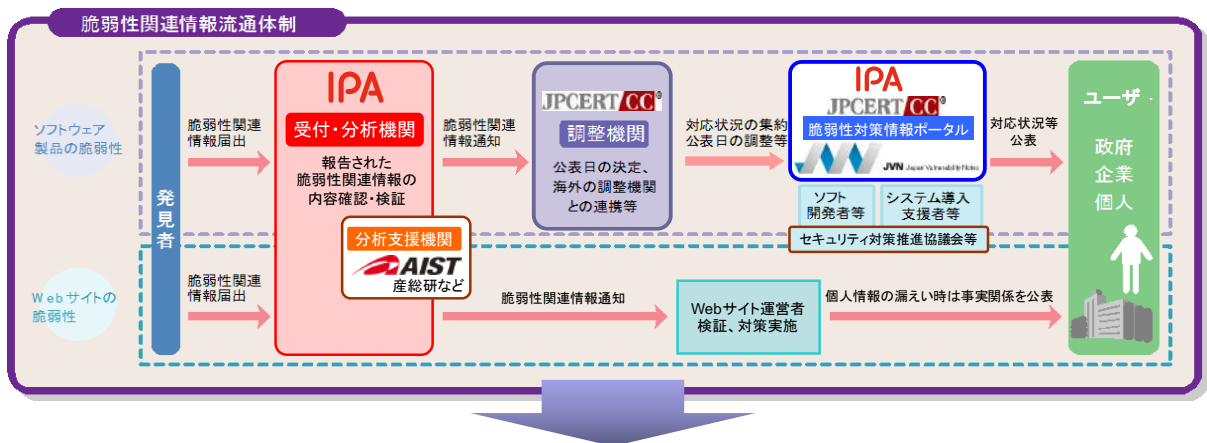 脆弱性関連情報流通体制
ソフトウェア
製品の脆弱性
発見者
脆弱性関連
情報届出
IPA
受付・分析機関
報告された
脆弱性関連情報の
内容確認・検証
分析支援機関
AIST
産総研など
脆弱性関連
情報通知
JPCERT CC®
調整機関
公表日の決定、
海外の調整機関
との連携等
対応状況の集約
公表日の調整等
IPA
JPCERT CC®
脆弱性対策情報ポータル
JVN Japan Vulnerability Notes
ソフト
開発者等
システム導入
支援者等
セキュリティ対策推進協議会等
対応状況等
公表
ユーザ
政府
企業
個人
Webサイトの
脆弱性
脆弱性関連
情報届出
脆弱性関連情報通知
Webサイト運営者
検証、対策実施
個人情報の漏えい時は事実関係を公表